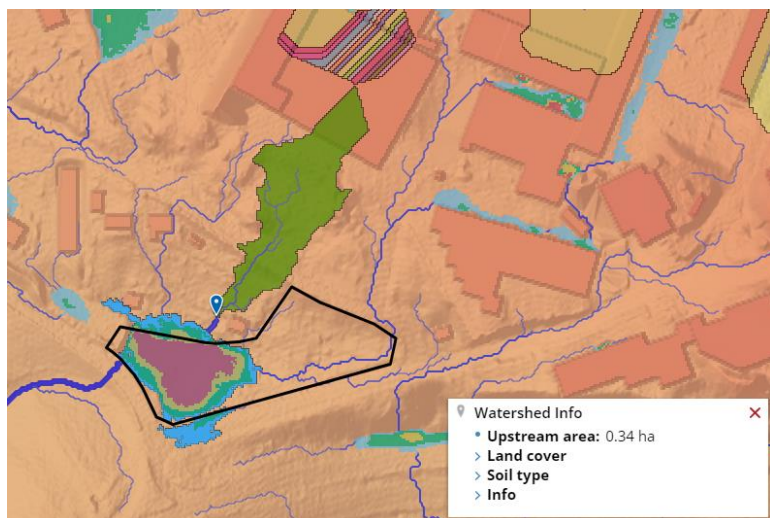 Watershed Info
Upstream area: 0.34 ha
Land cover
Soil type
Info